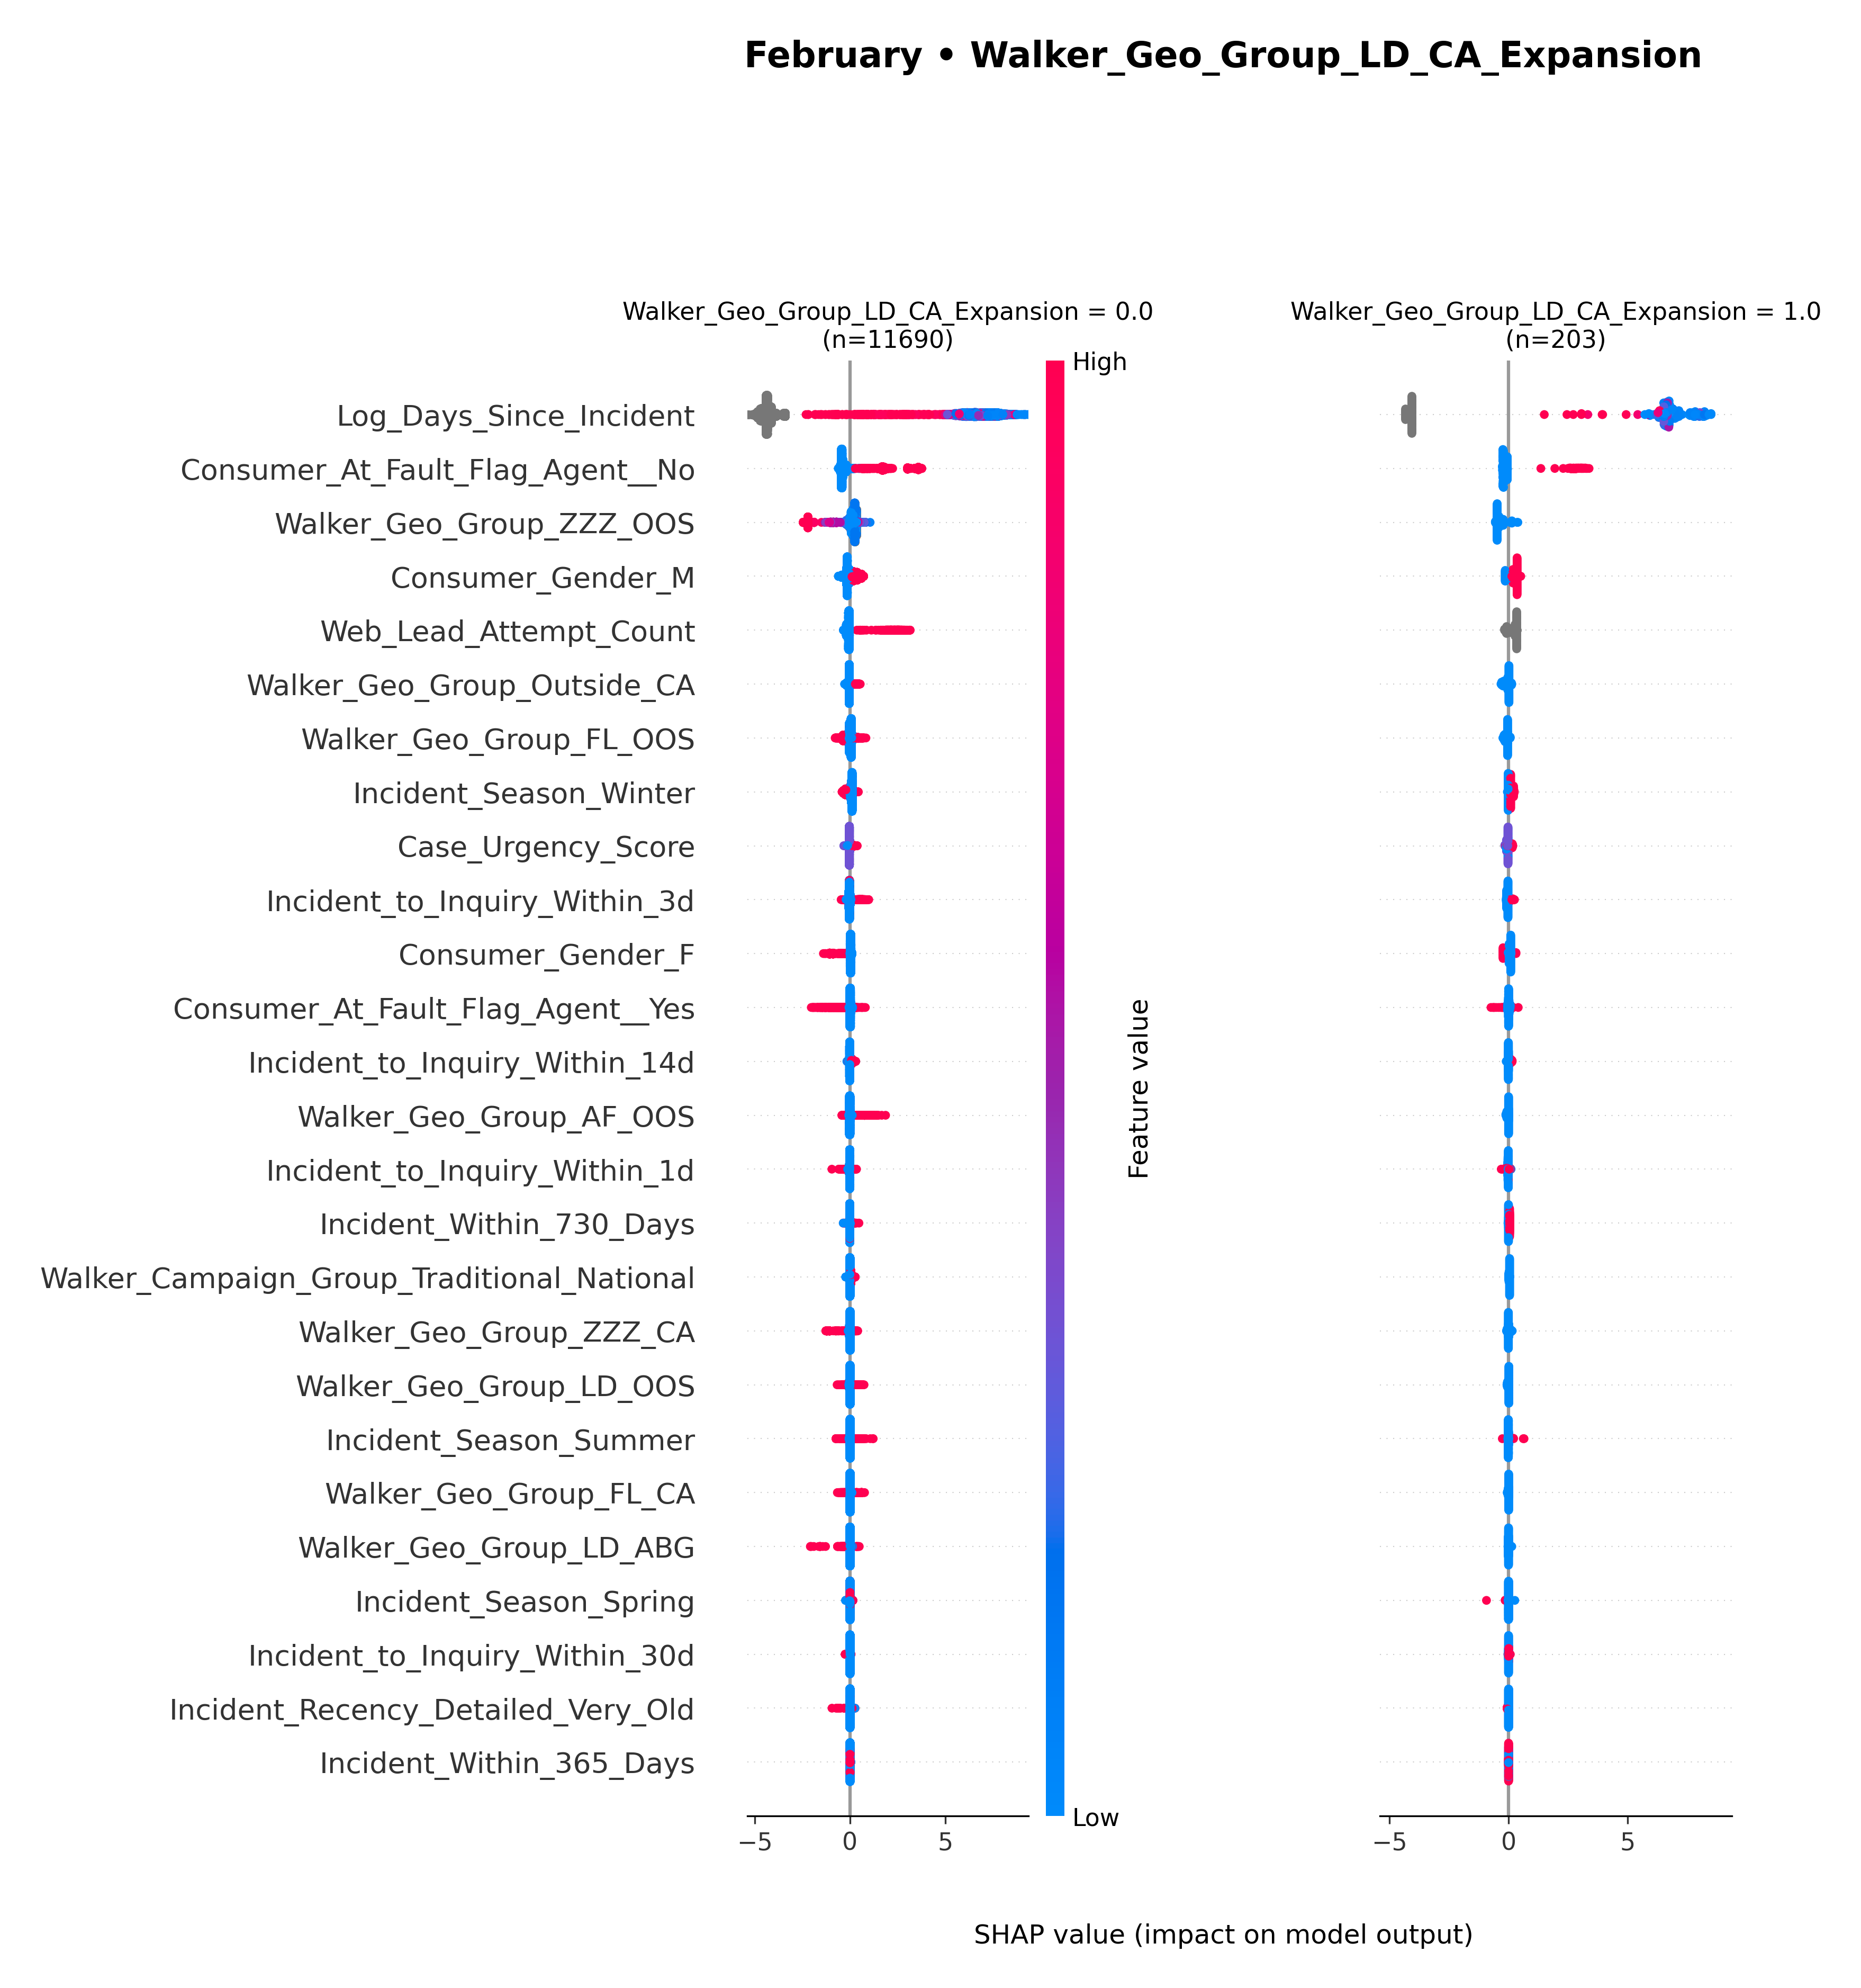 February • Walker_Geo_Group_LD_CA_Expansion
Walker_Geo_Group_LD_CA_Expansion = 0.0
(n=11690)
Walker_Geo_Group_LD_CA_Expansion = 1.0
(n=203)
High
Log_Days_Since_Incident
Consumer_At_Fault_Flag_Agent__No
Walker_Geo_Group_ZZZ_OOS
Consumer_Gender_M
Web_Lead_Attempt_Count
Walker_Geo_Group_Outside_CA
Walker_Geo_Group_FL_OOS
Incident_Season_Winter
Case_Urgency_Score
Incident_to_Inquiry_Within_3d
Consumer_Gender_F
Consumer_At_Fault_Flag_Agent__Yes
Incident_to_Inquiry_Within_14d
Walker_Geo_Group_AF_OOS
Incident_to_Inquiry_Within_1d
Incident_Within_730_Days
Walker_Campaign_Group_Traditional_National
Walker_Geo_Group_ZZZ_CA
Walker_Geo_Group_LD_OOS
Incident_Season_Summer
Walker_Geo_Group_FL_CA
Walker_Geo_Group_LD_ABG
Incident_Season_Spring
Incident_to_Inquiry_Within_30d
Incident_Recency_Detailed_Very_Old
Incident_Within_365_Days
Feature value
Low
−5 0 5
−5 0 5
SHAP value (impact on model output)